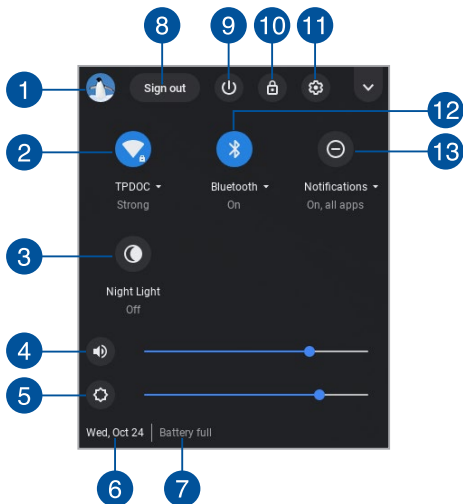 8
9
10
11
1
Sign out
12
2
13
TPDOC
Bluetooth
Notifications
Strong
On
On, all apps
3
Night Light
Off
4
5
Wed, Oct 24
Battery full
6
7